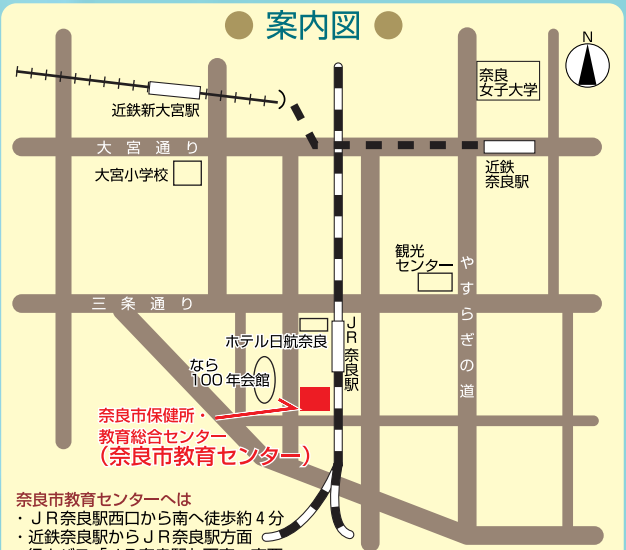 案内図
N
奈良
女子大学
近鉄新大宮駅
大宮通り
近鉄
奈良駅
大宮小学校
観光
センター
やすらぎの道
三条通り
JR奈良駅
ホテル日航奈良
なら
100年会館
奈良市保健所・
教育総合センター
(奈良市教育センター)
奈良市教育センターへは
・JR奈良駅西口から南へ徒歩約4分
・近鉄奈良駅からJR奈良駅方面